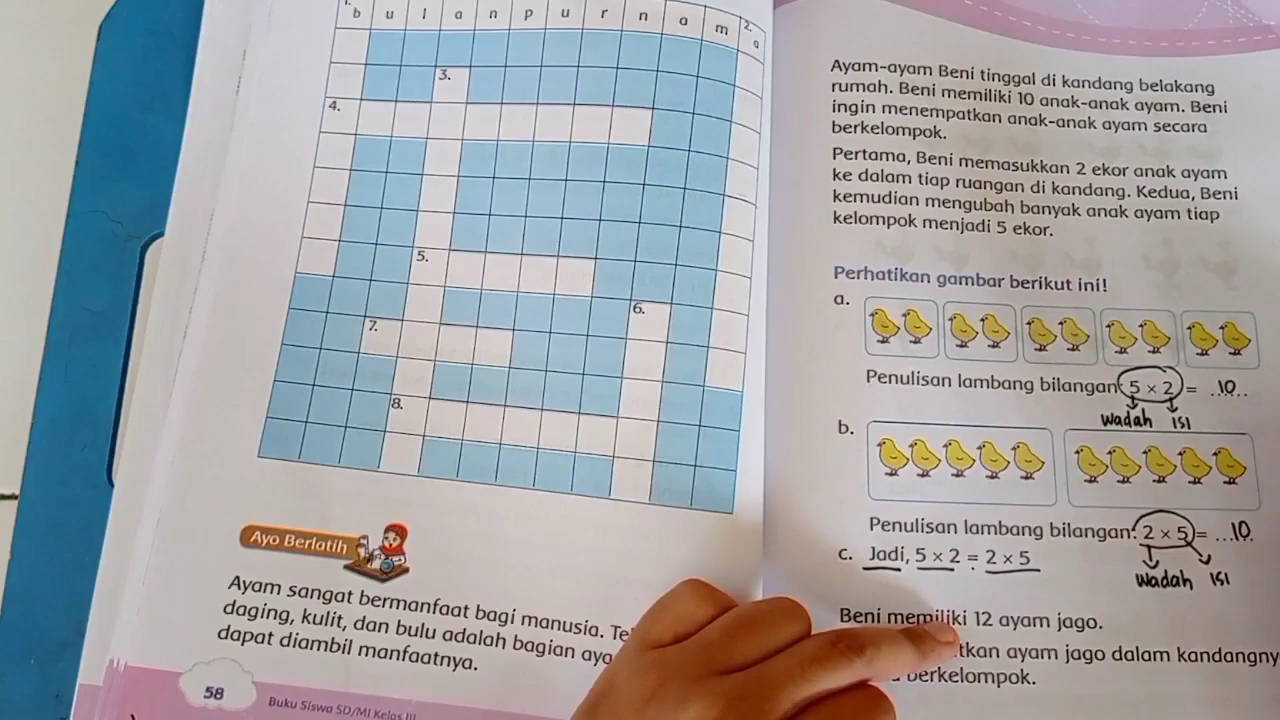 1.
b u l a n p u r n a m a
2.
3.
4.
5.
6.
7.
8.
Ayo Berlatih
Ayam sangat bermanfaat bagi manusia.
daging, kulit, dan bulu adalah bagian
dapat diambil manfaatnya.
58
Buku Siswa SD/MI Kelas III
Ayam-ayam Beni tinggal di kandang belakang
rumah. Beni memiliki 10 anak-anak ayam. Beni
ingin menempatkan anak-anak ayam secara
berkelompok.
Pertama, Beni memasukkan 2 ekor anak ayam
ke dalam tiap ruangan di kandang. Kedua, Beni
kemudian mengubah banyak anak ayam tiap
kelompok menjadi 5 ekor.
Perhatikan gambar berikut ini!
a.
Penulisan lambang bilangan: 5 × 2 = 10
wadah isi
b.
Penulisan lambang bilangan: 2 × 5 = ...10.
wadah isi
c. Jadi, 5 × 2 = 2 × 5
Beni memiliki 12 ayam jago.
ayam jago dalam kandangny
berkelompok.